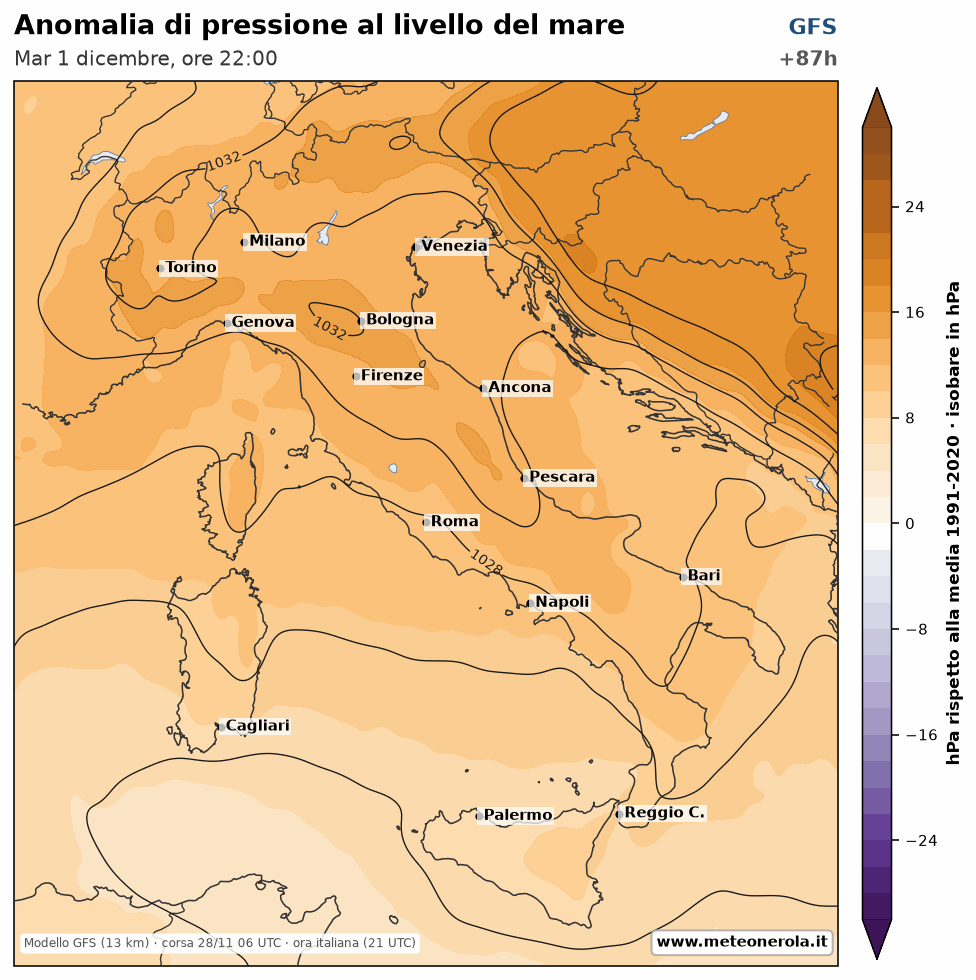 Anomalia di pressione al livello del mare
GFS
Mar 1 dicembre, ore 22:00
+87h
1032
Milano
Venezia
Torino
Genova
1032
Bologna
Firenze
Ancona
Pescara
Roma
1028
Bari
Napoli
Cagliari
Palermo
Reggio C.
24
16
8
0
−8
−16
−24
hPa rispetto alla media 1991-2020 · isobare in hPa
Modello GFS (13 km) · corsa 28/11 06 UTC · ora italiana (21 UTC)
www.meteonerola.it